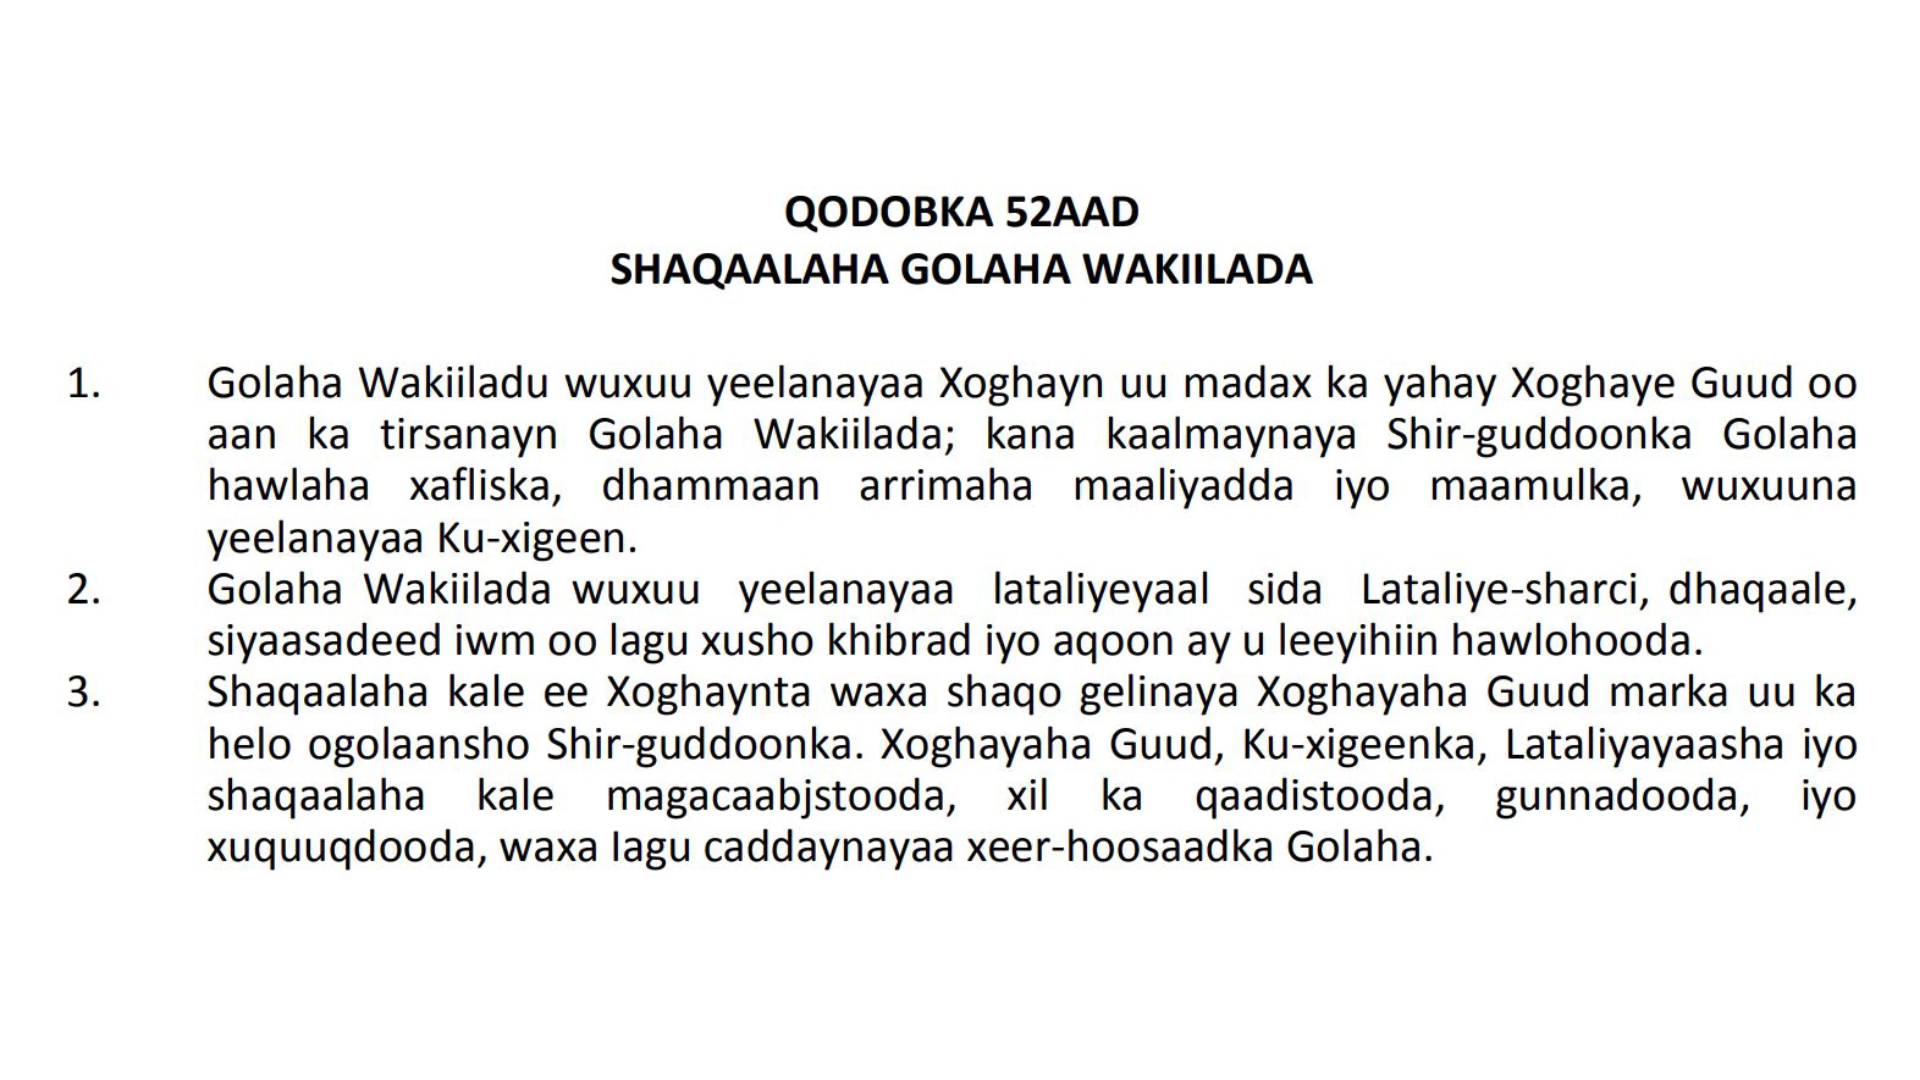 QODOBKA 52AAD
SHAQAALAHA GOLAHA WAKIILADA
1. Golaha Wakiiladu wuxuu yeelanayaa Xoghayn uu madax ka yahay Xoghaye Guud oo
aan ka tirsanayn Golaha Wakiilada; kana kaalmaynaya Shir-guddoonka Golaha
hawlaha xafliska, dhammaan arrimaha maaliyadda iyo maamulka, wuxuuna
yeelanayaa Ku-xigeen.
2. Golaha Wakiilada wuxuu yeelanayaa lataliyeyaal sida Lataliye-sharci, dhaqaale,
siyaasadeed iwm oo lagu xusho khibrad iyo aqoon ay u leeyihiin hawlohooda.
3. Shaqaalaha kale ee Xoghaynta waxa shaqo gelinaya Xoghayaha Guud marka uu ka
helo ogolaansho Shir-guddoonka. Xoghayaha Guud, Ku-xigeenka, Lataliyayaasha iyo
shaqaalaha kale magacaabjstooda, xil ka qaadistooda, gunnadooda, iyo
xuquuqdooda, waxa lagu caddaynayaa xeer-hoosaadka Golaha.